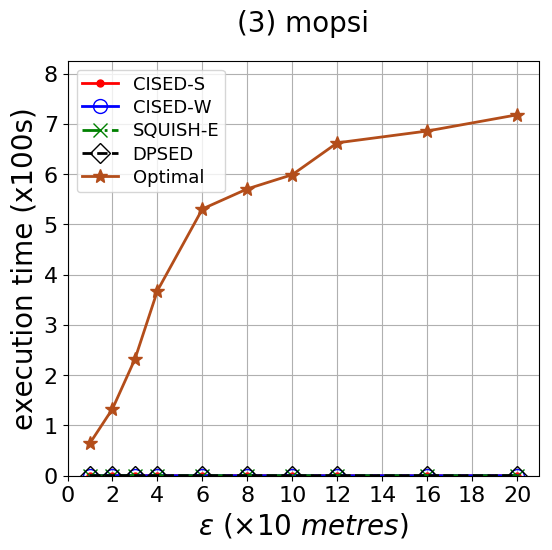 (3) mopsi
CISED-S
CISED-W
SQUISH-E
DPSED
Optimal
execution time (x100s)
8
7
6
5
4
3
2
1
0
0 2 4 6 8 10 12 14 16 18 20
ε (×10 metres)